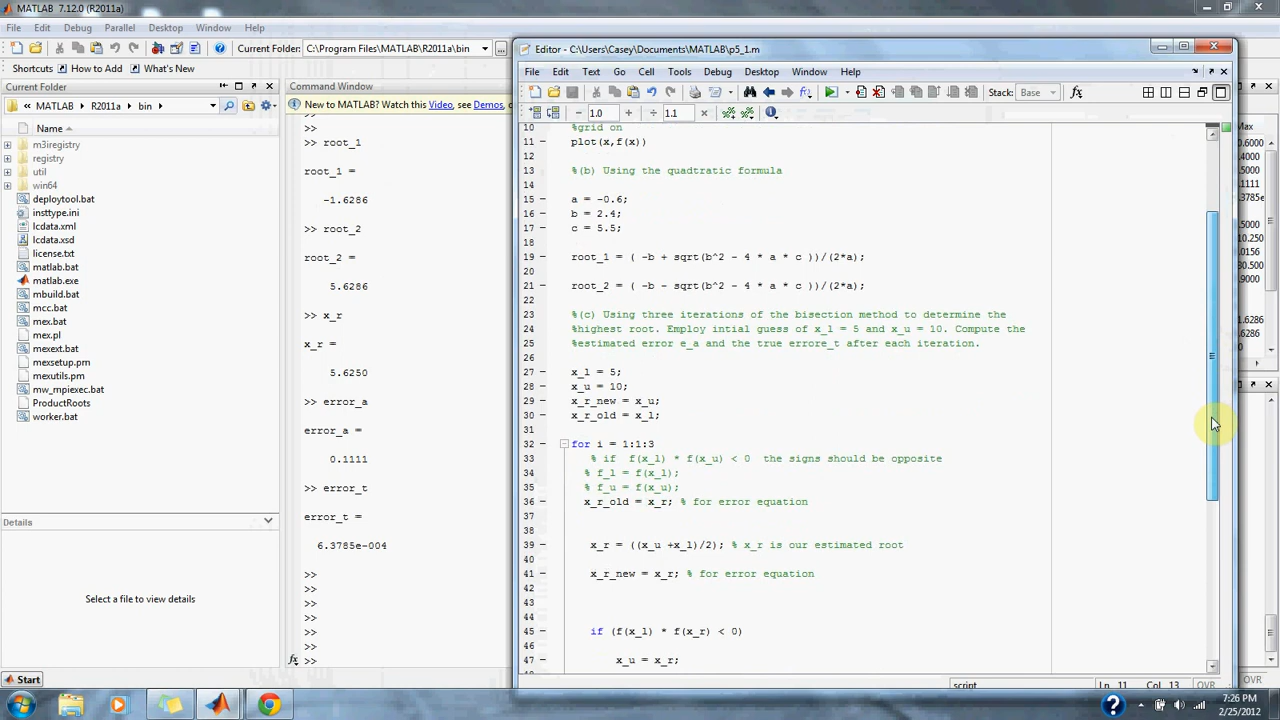 MATLAB 7.12.0 (R2011a)
File Edit Debug Parallel Desktop Window Help
Current Folder: C:\Program Files\MATLAB\R2011a\bin
Shortcuts How to Add What's New
Current Folder
MATLAB R2011a bin
Name
m3iregistry
registry
util
win64
deploytool.bat
insttype.ini
lcdata.xml
lcdata.xsd
license.txt
matlab.bat
matlab.exe
mbuild.bat
mcc.bat
mex.bat
mex.pl
mexext.bat
mexsetup.pm
mexutils.pm
mw_mpiexec.bat
ProductRoots
worker.bat
Details
Select a file to view details
Start
Command Window
New to MATLAB? Watch this Video, see Demos,
>>
>> root_1
root_1 =
-1.6286
>> root_2
root_2 =
5.6286
>> x_r
x_r =
5.6250
>> error_a
error_a =
0.1111
>> error_t
error_t =
6.3785e-004
>>
>>
>>
>>
>>
>>
fx
Editor - C:\Users\Casey\Documents\MATLAB\p5_1.m
File Edit Text Go Cell Tools Debug Desktop Window Help
Stack: Base fx
1.0 1.1
10 %grid on
11 plot(x,f(x))
12
13 %(b) Using the quadtratic formula
14
15 a = -0.6;
16 b = 2.4;
17 c = 5.5;
18
19 root_1 = ( -b + sqrt(b^2 - 4 * a * c ))/(2*a);
20
21 root_2 = ( -b - sqrt(b^2 - 4 * a * c ))/(2*a);
22
23 %(c) Using three iterations of the bisection method to determine the
24 %highest root. Employ intial guess of x_l = 5 and x_u = 10. Compute the
25 %estimated error e_a and the true errore_t after each iteration.
26
27 x_l = 5;
28 x_u = 10;
29 x_r_new = x_u;
30 x_r_old = x_l;
31
32 for i = 1:1:3
33 % if f(x_l) * f(x_u) < 0 the signs should be opposite
34 % f_l = f(x_l);
35 % f_u = f(x_u);
36 x_r_old = x_r; % for error equation
37
38
39 x_r = ((x_u +x_l)/2); % x_r is our estimated root
40
41 x_r_new = x_r; % for error equation
42
43
44
45 if (f(x_l) * f(x_r) < 0)
46
47 x_u = x_r;
script Ln 11 Col 13 OVR
OVR
7:26 PM
2/25/2012